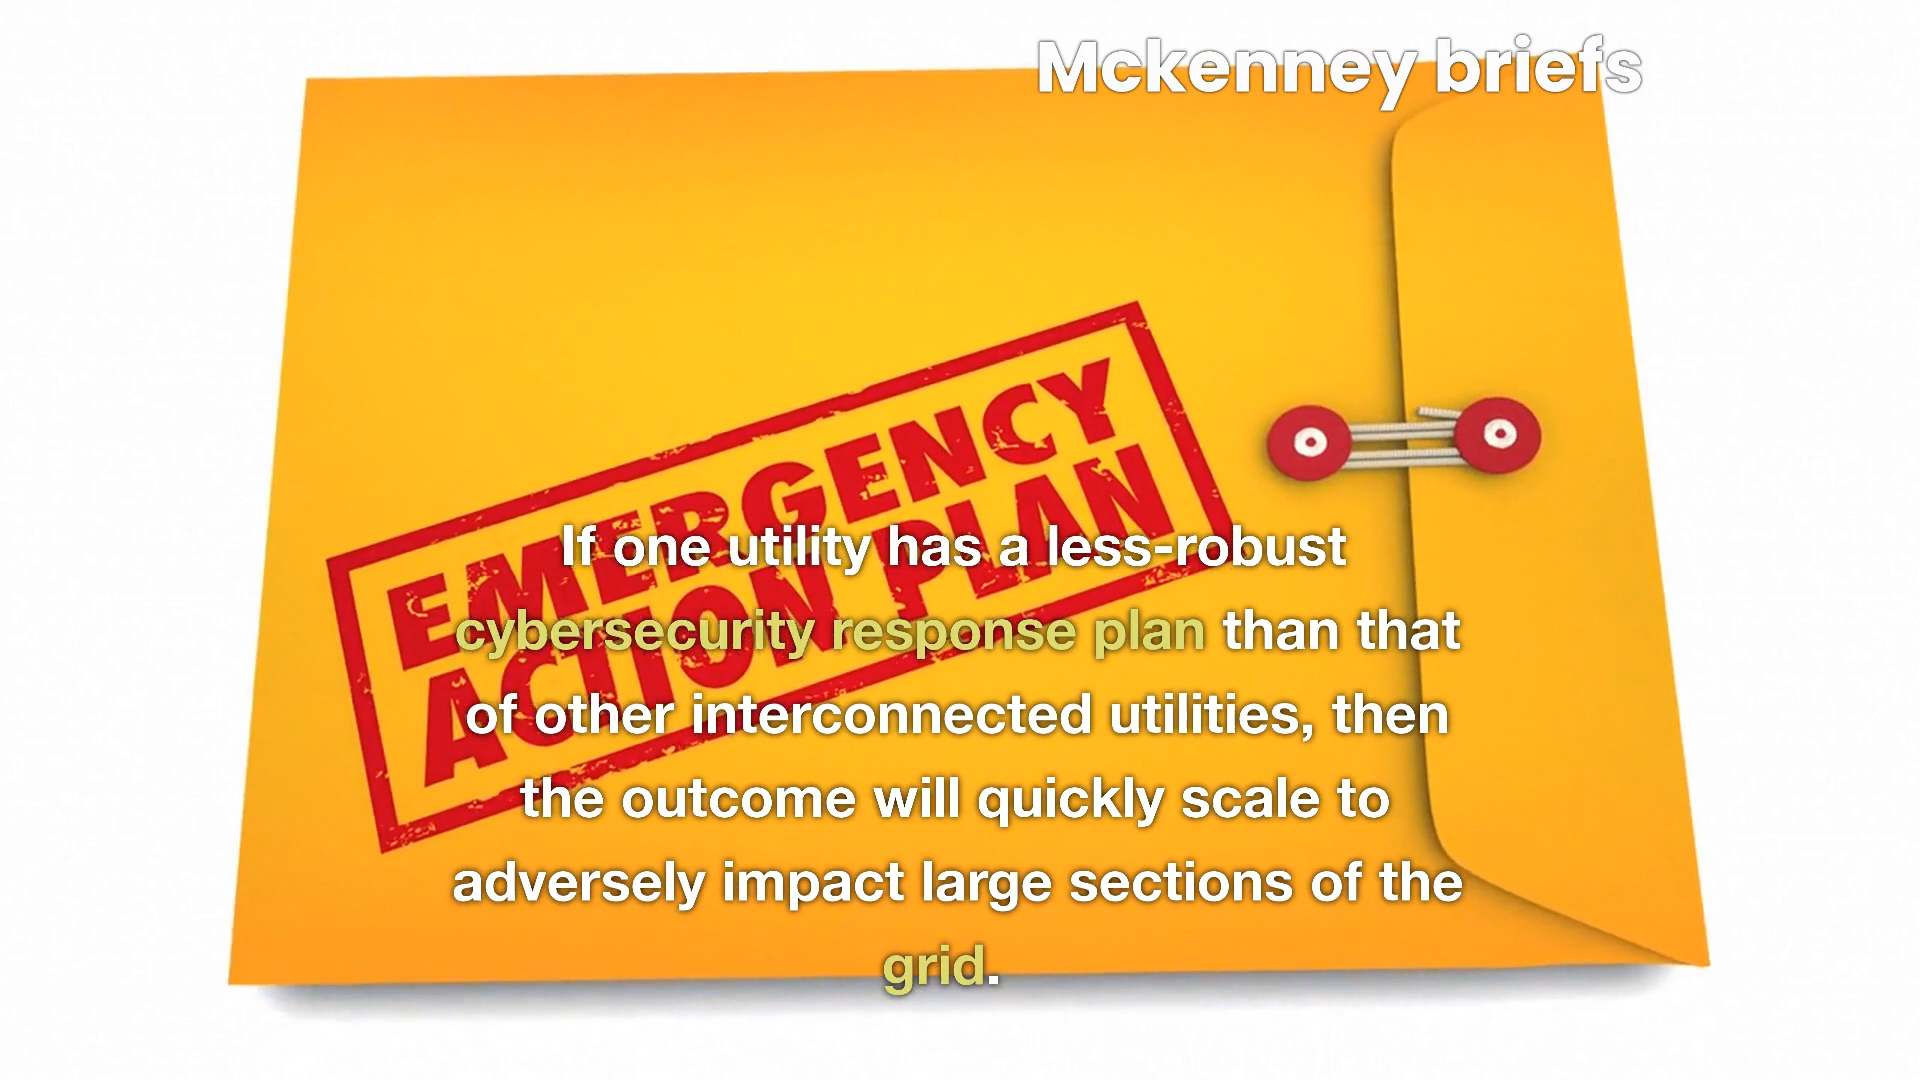 Mckenney briefs
EMERGENCY
ACTION PLAN
If one utility has a less-robust
cybersecurity response plan than that
of other interconnected utilities, then
the outcome will quickly scale to
adversely impact large sections of the
grid.